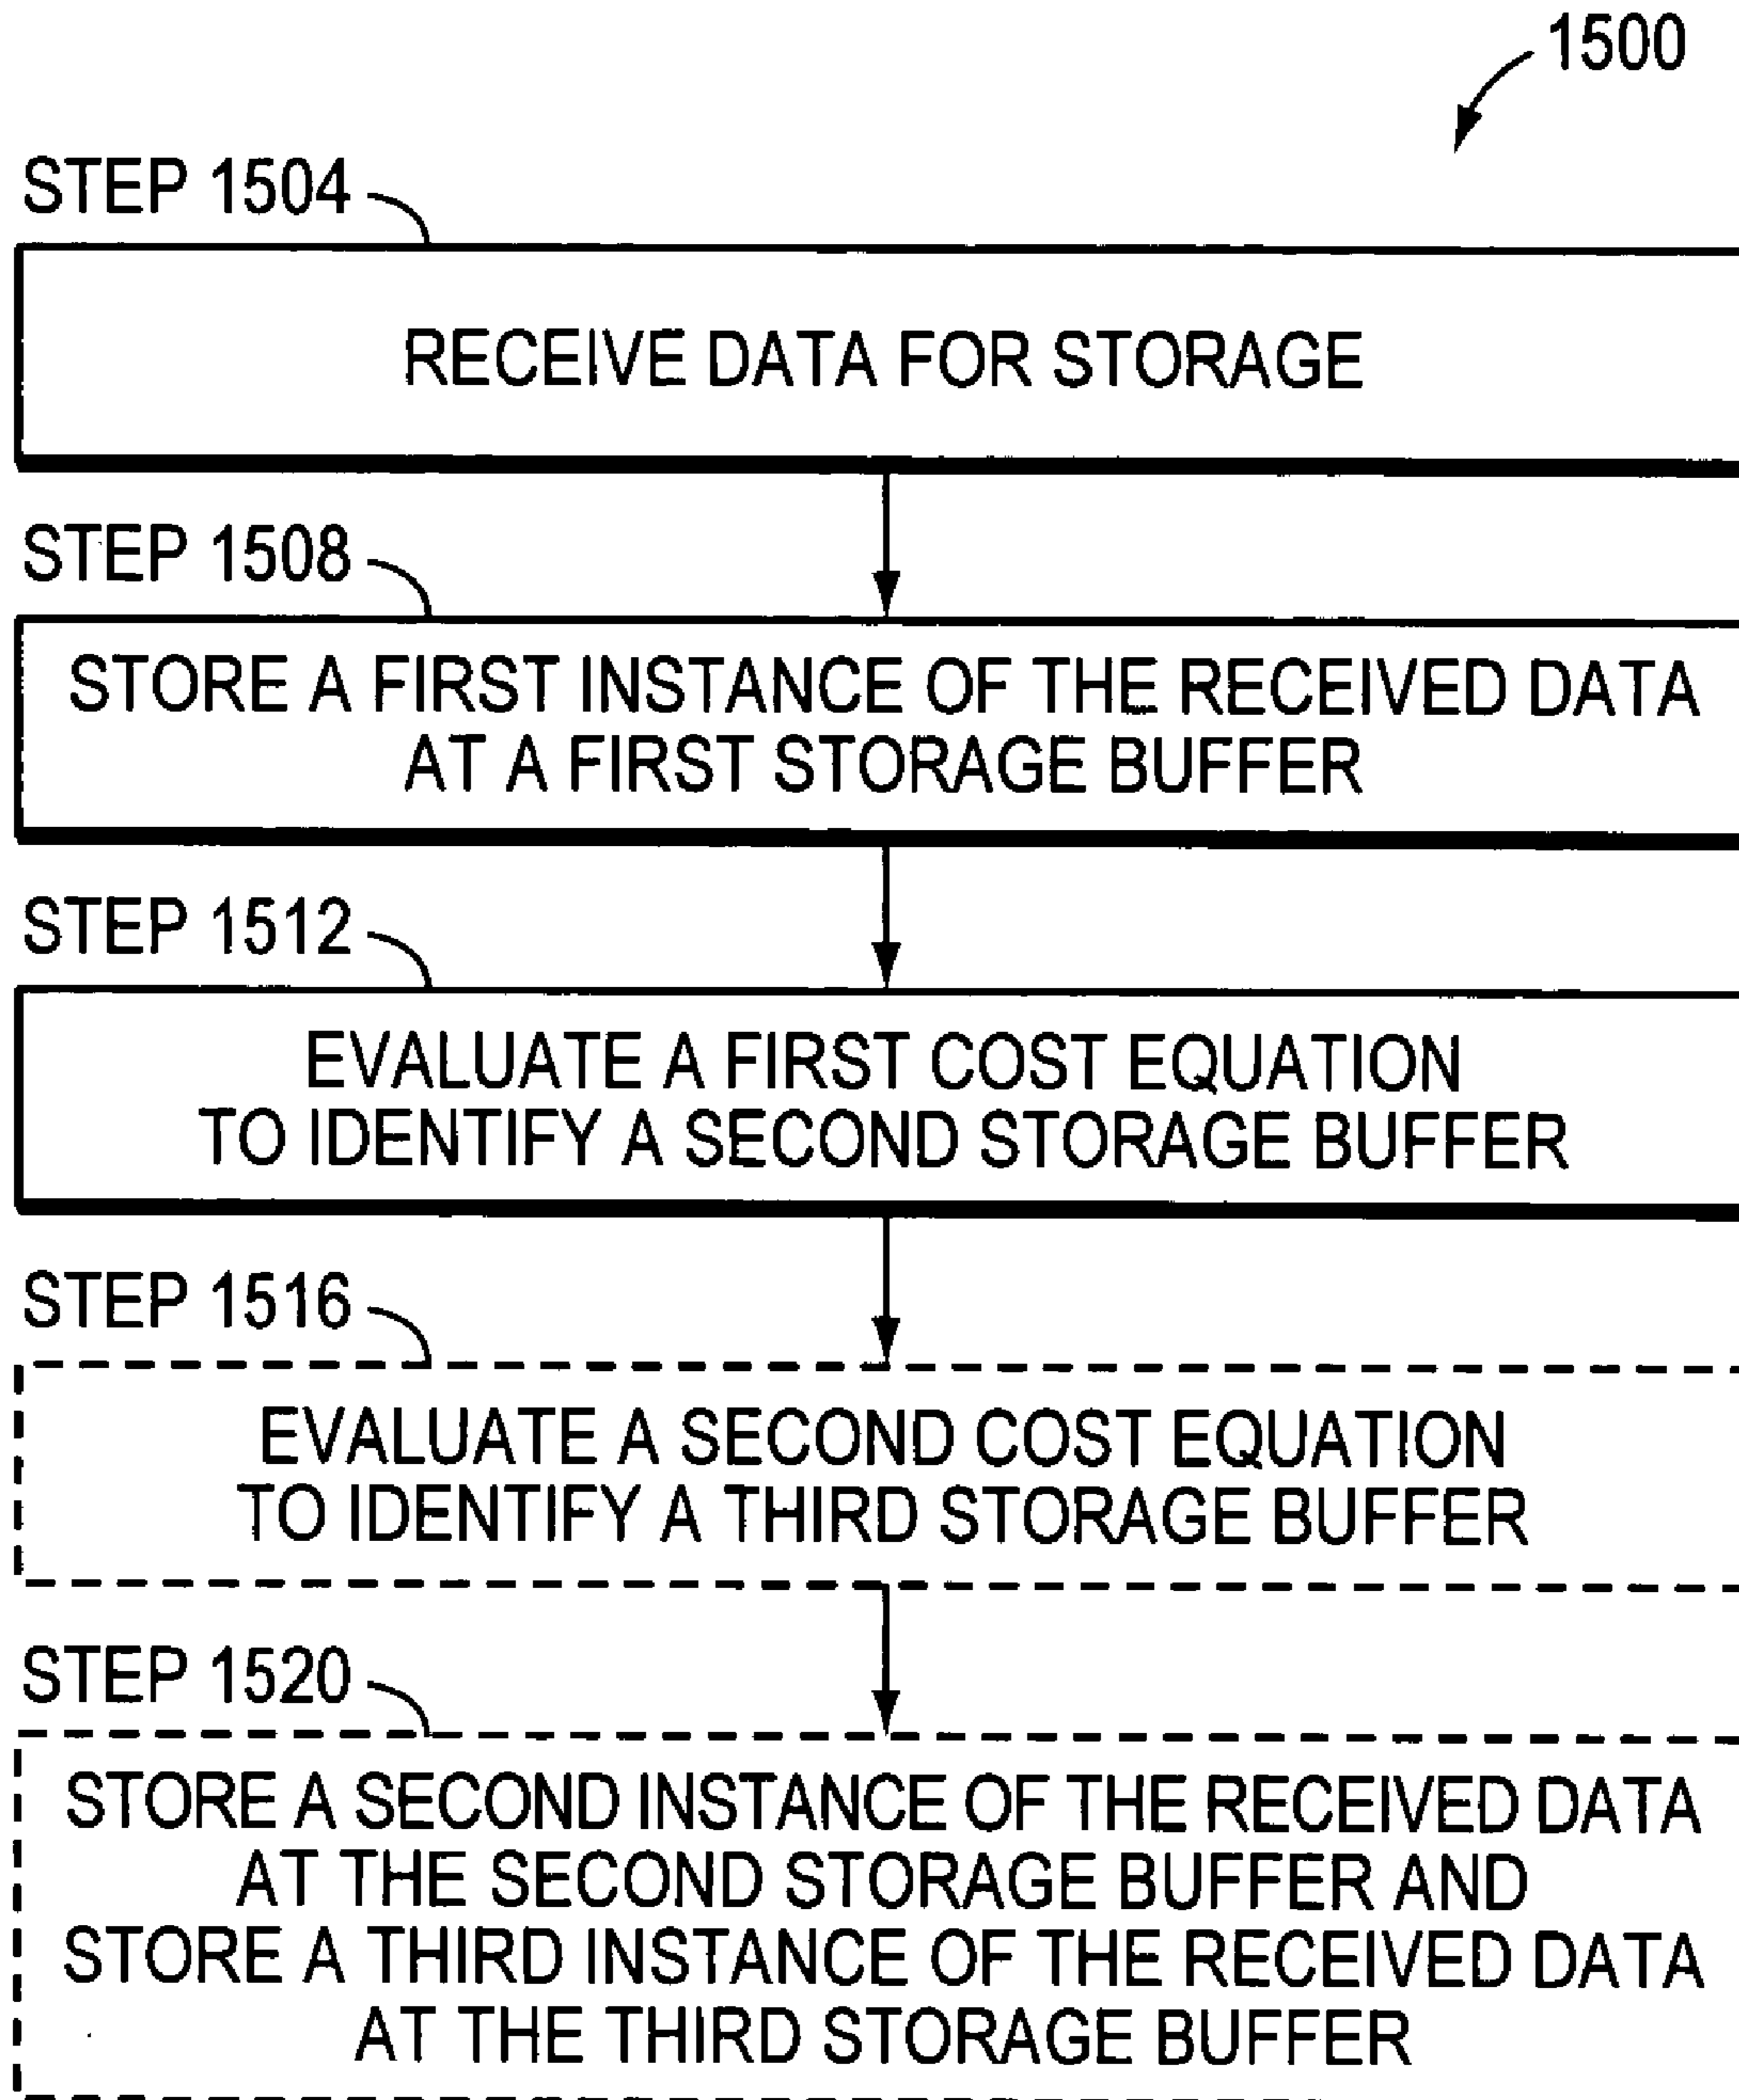 1500
STEP 1504
RECEIVE DATA FOR STORAGE
STEP 1508
STORE A FIRST INSTANCE OF THE RECEIVED DATA
AT A FIRST STORAGE BUFFER
STEP 1512
EVALUATE A FIRST COST EQUATION
TO IDENTIFY A SECOND STORAGE BUFFER
STEP 1516
EVALUATE A SECOND COST EQUATION
TO IDENTIFY A THIRD STORAGE BUFFER
STEP 1520
STORE A SECOND INSTANCE OF THE RECEIVED DATA
AT THE SECOND STORAGE BUFFER AND
STORE A THIRD INSTANCE OF THE RECEIVED DATA
AT THE THIRD STORAGE BUFFER